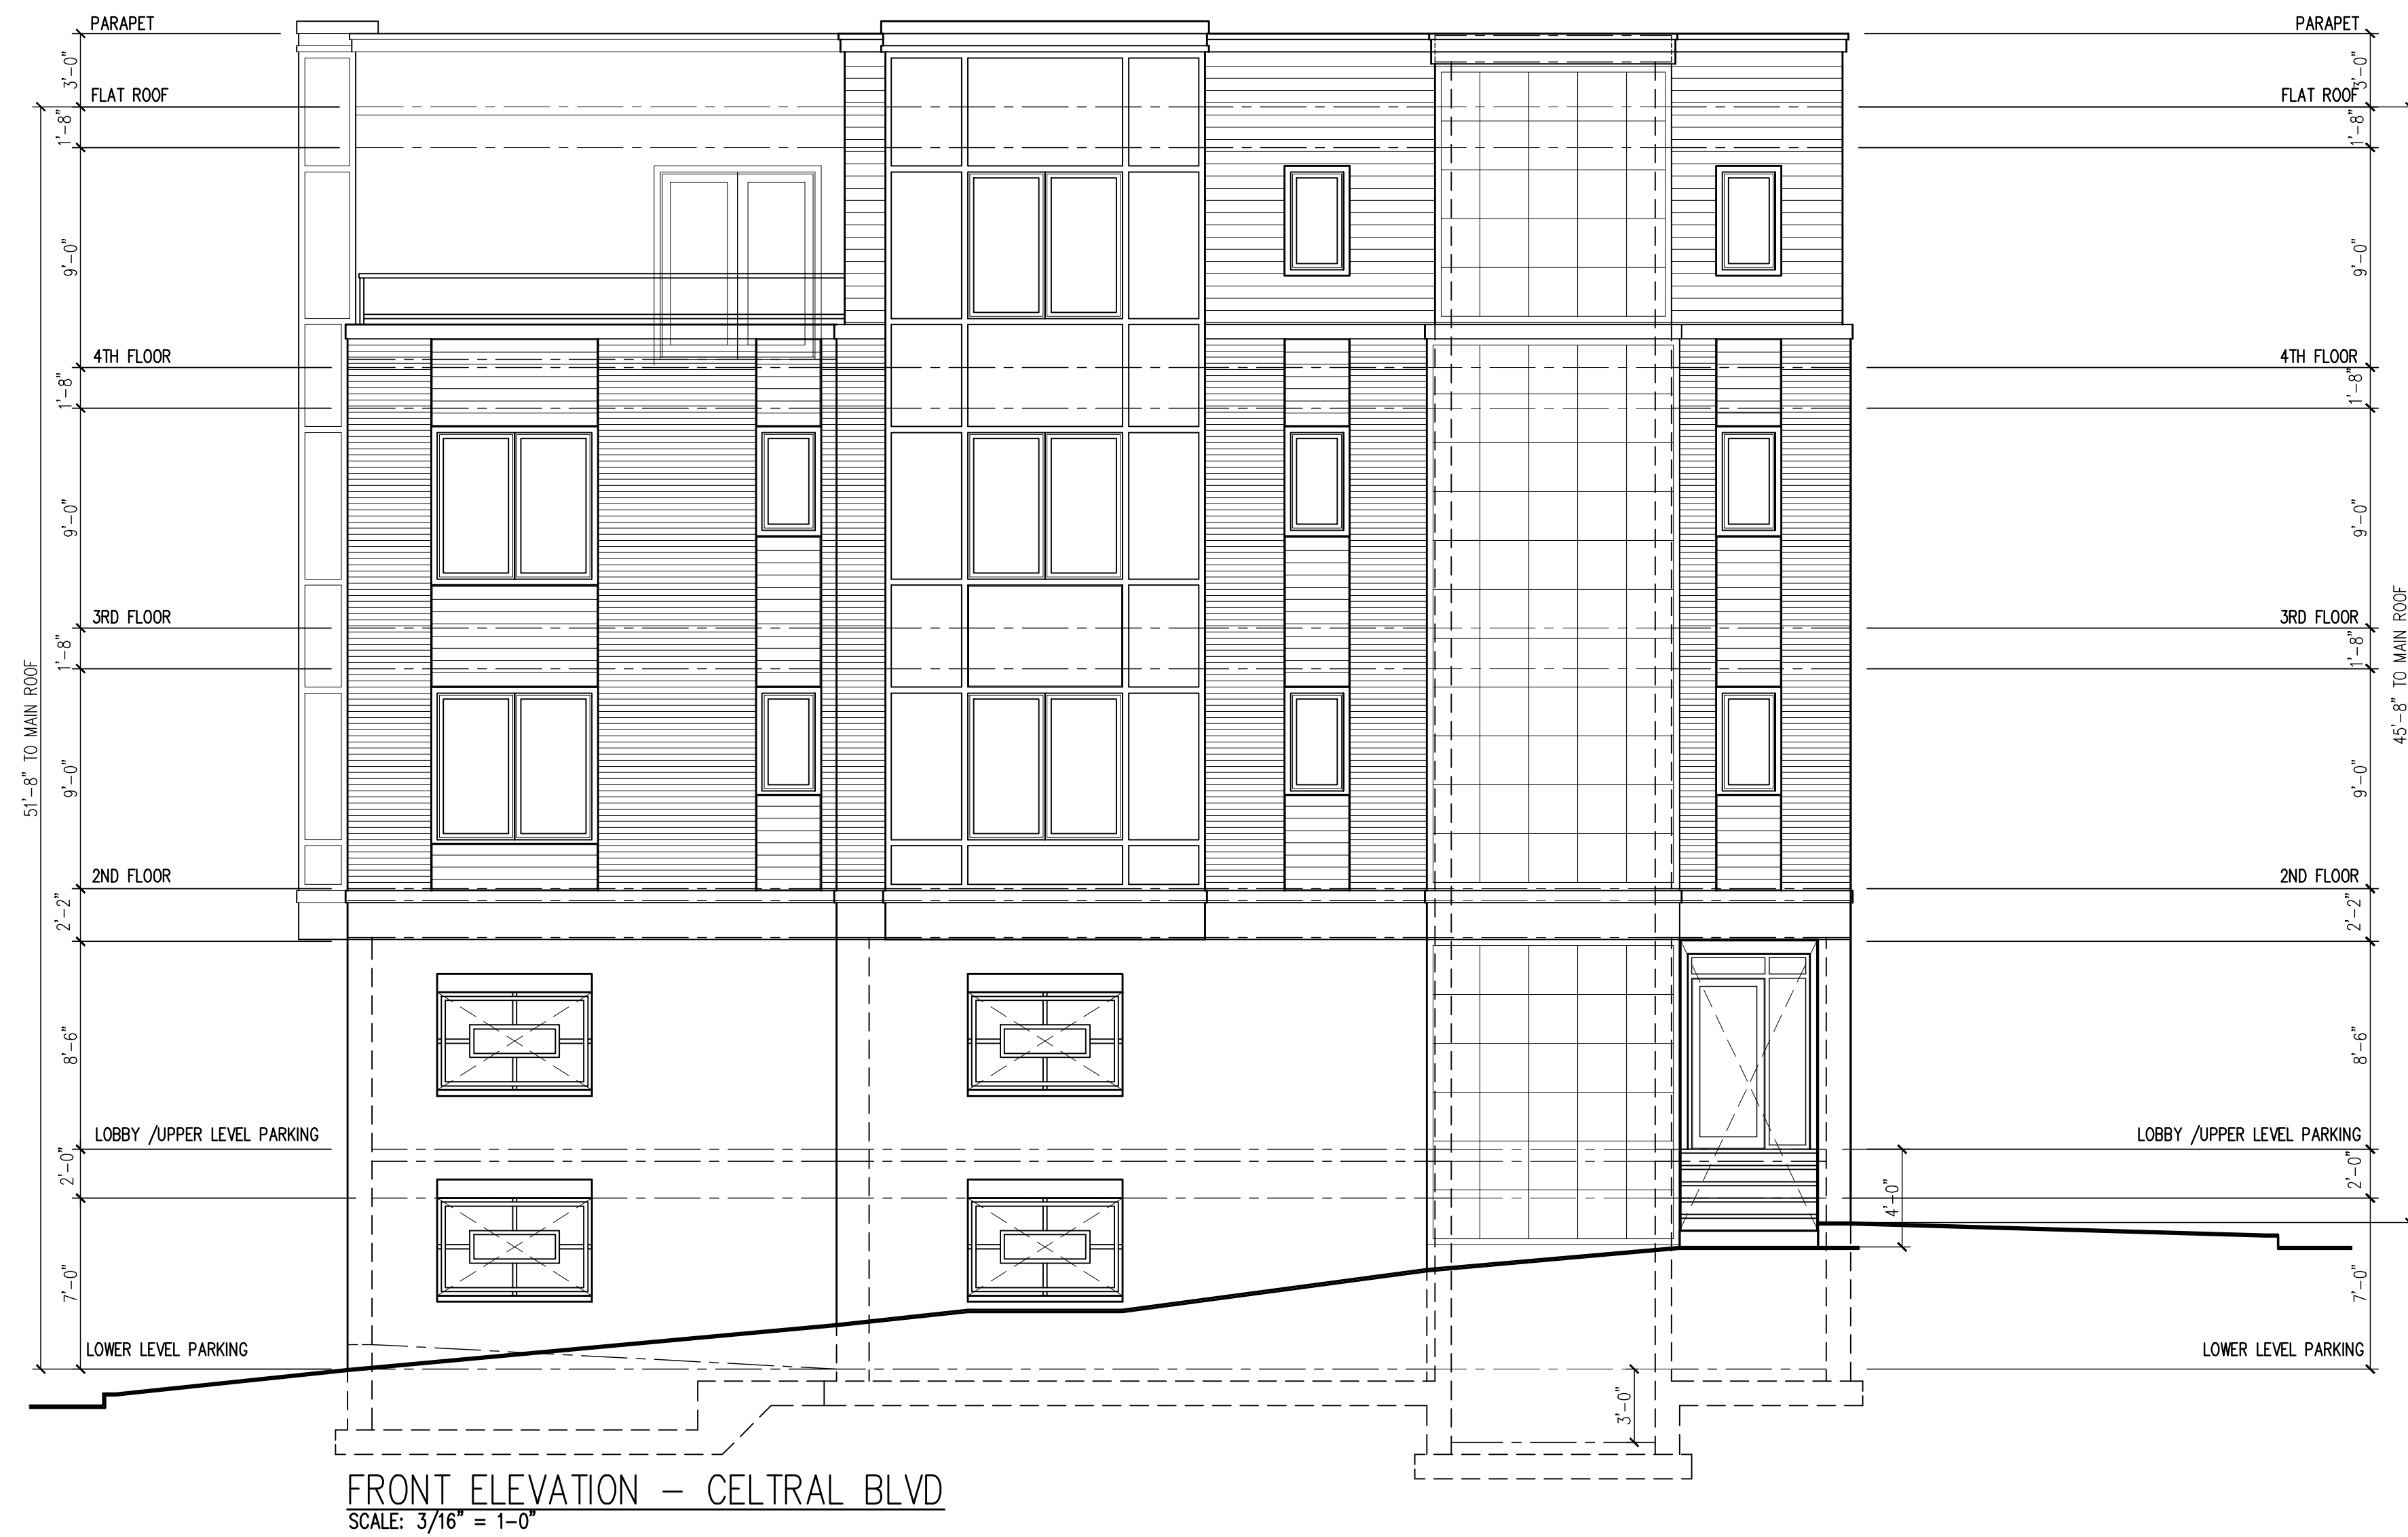 PARAPET
PARAPET
3'-0"
3'-0"
FLAT ROOF
FLAT ROOF
1'-8"
1'-8"
9'-0"
9'-0"
4TH FLOOR
4TH FLOOR
1'-8"
1'-8"
9'-0"
9'-0"
3RD FLOOR
3RD FLOOR
1'-8"
1'-8"
51'-8" TO MAIN ROOF
45'-8" TO MAIN ROOF
9'-0"
9'-0"
2ND FLOOR
2ND FLOOR
2'-2"
2'-2"
8'-6"
8'-6"
LOBBY /UPPER LEVEL PARKING
LOBBY /UPPER LEVEL PARKING
2'-0"
4'-0"
2'-0"
7'-0"
7'-0"
LOWER LEVEL PARKING
LOWER LEVEL PARKING
3'-0"
FRONT ELEVATION - CELTRAL BLVD
SCALE: 3/16" = 1-0"